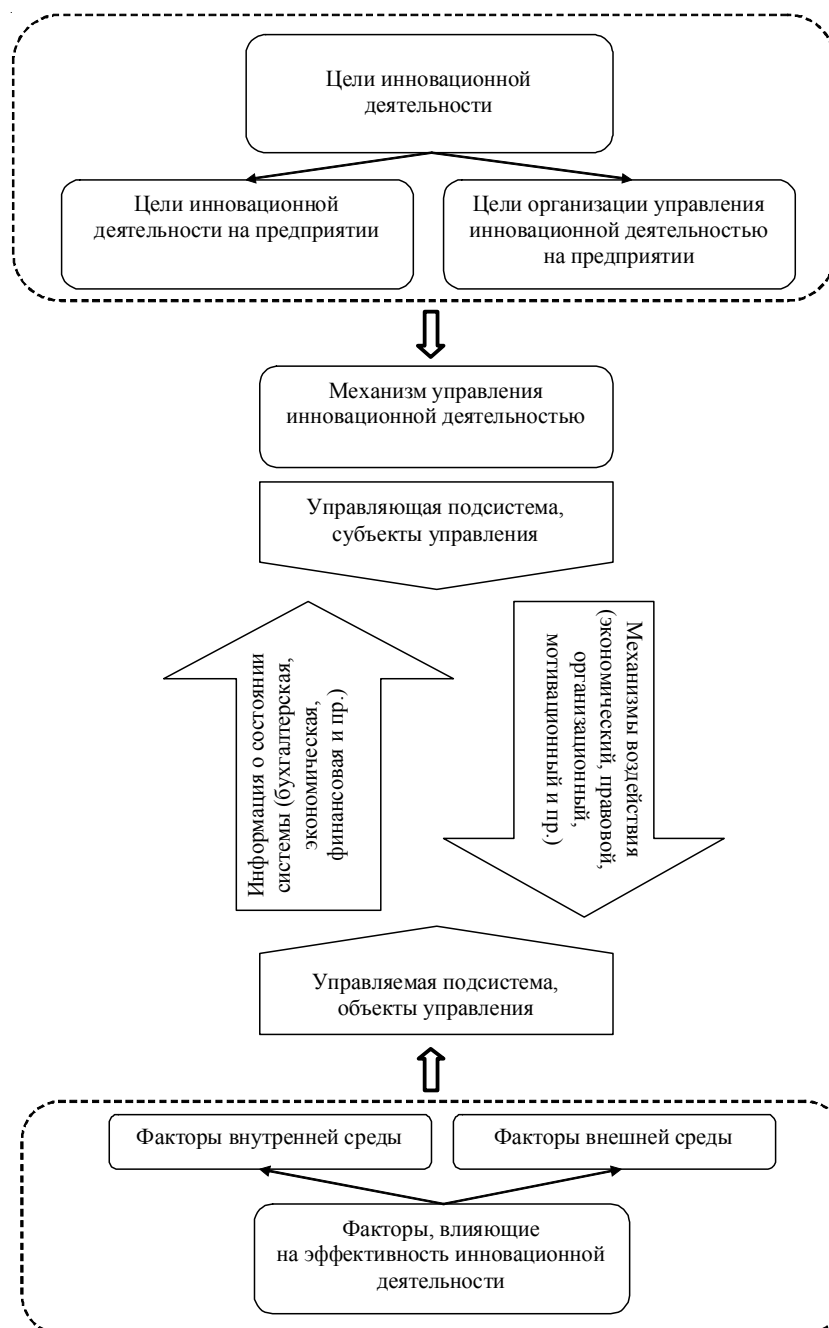 Цели инновационной
деятельности
Цели инновационной
деятельности на предприятии
Цели организации управления
инновационной деятельностью
на предприятии
Механизм управления
инновационной деятельностью
Управляющая подсистема,
субъекты управления
Информация о состоянии
системы (бухгалтерская,
экономическая,
финансовая и пр.)
Механизмы воздействия
(экономический, правовой,
организационный,
мотивационный и пр.)
Управляемая подсистема,
объекты управления
Факторы внутренней среды
Факторы внешней среды
Факторы, влияющие
на эффективность инновационной
деятельности